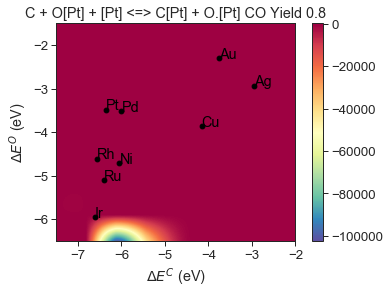 C + O[Pt] + [Pt] <=> C[Pt] + O.[Pt] CO Yield 0.8
0
−20000
−40000
−60000
−80000
−100000
−2
−3
−4
−5
−6
ΔE^O (eV)
Au
Ag
Pt
Pd
Cu
Rh
Ni
Ru
Ir
−7
−6
−5
−4
−3
−2
ΔE^C (eV)